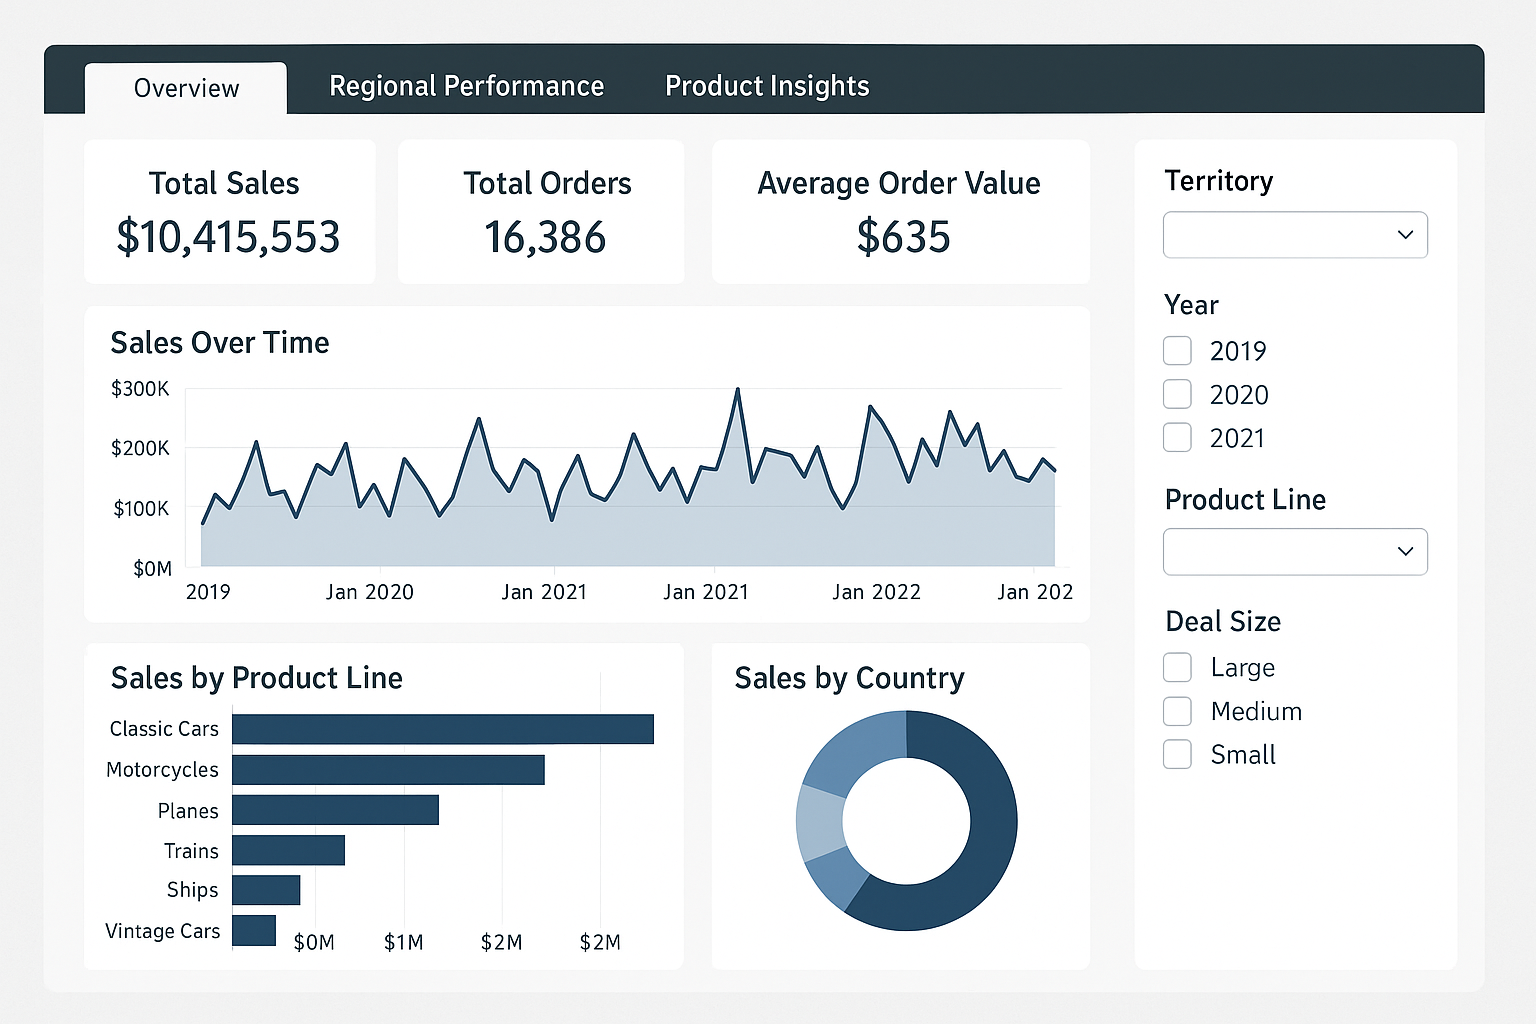 Overview
Regional Performance
Product Insights
Total Sales
$10,415,553
Total Orders
16,386
Average Order Value
$635
Sales Over Time
$300K
$200K
$100K
$0M
2019 Jan 2020 Jan 2021 Jan 2021 Jan 2022 Jan 202
Sales by Product Line
Classic Cars
Motorcycles
Planes
Trains
Ships
Vintage Cars
$0M $1M $2M $2M
Sales by Country
Territory
Year
2019
2020
2021
Product Line
Deal Size
Large
Medium
Small